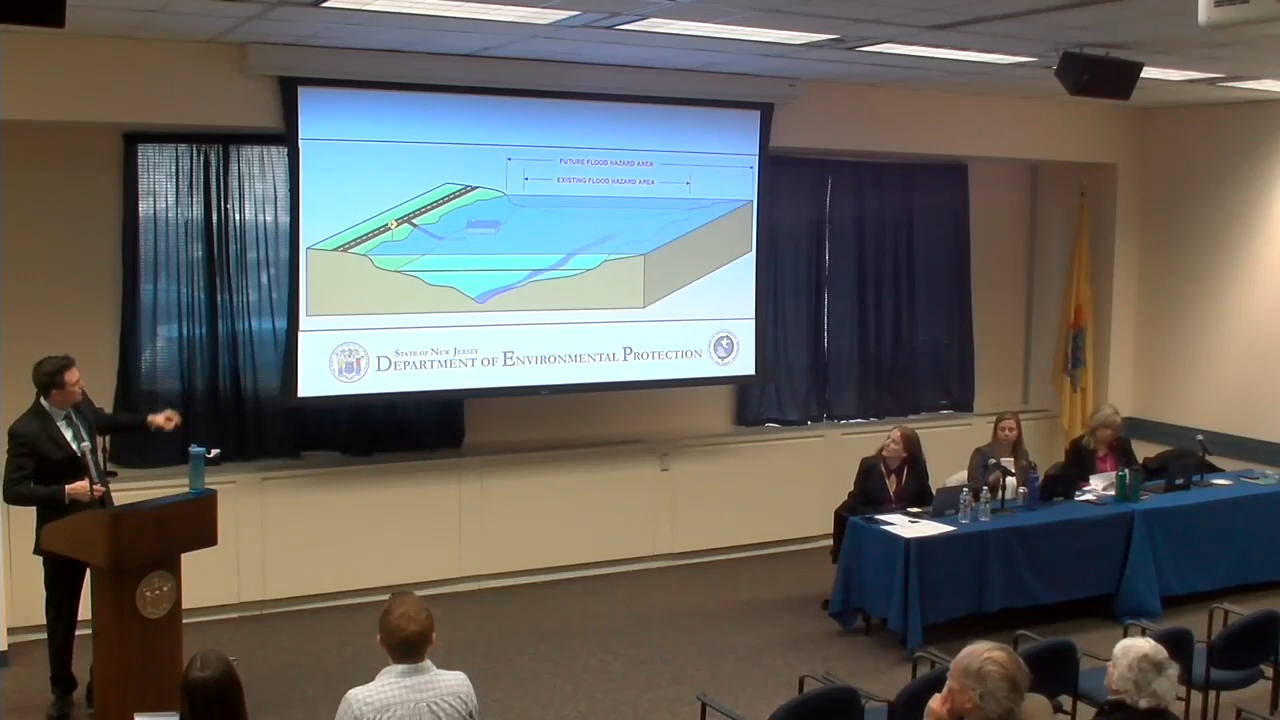 FUTURE FLOOD HAZARD AREA
EXISTING FLOOD HAZARD AREA
STATE OF NEW JERSEY
DEPARTMENT OF ENVIRONMENTAL PROTECTION